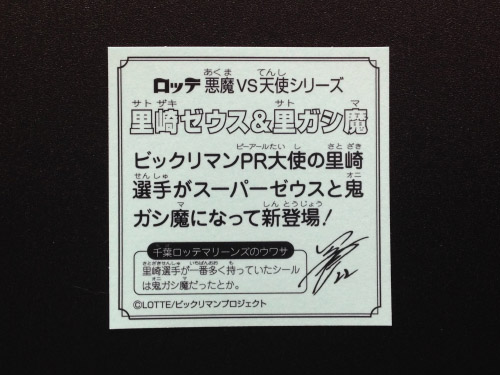 ロッテ 悪魔VS天使シリーズ
里崎ゼウス&里ガシ魔
ビックリマンPR大使の里崎
選手がスーパーゼウスと鬼
ガシ魔になって新登場!
千葉ロッテマリーンズのウワサ
里崎選手が一番多く持っていたシール
は鬼ガシ魔だったとか。
22
©LOTTE/ビックリマンプロジェクト